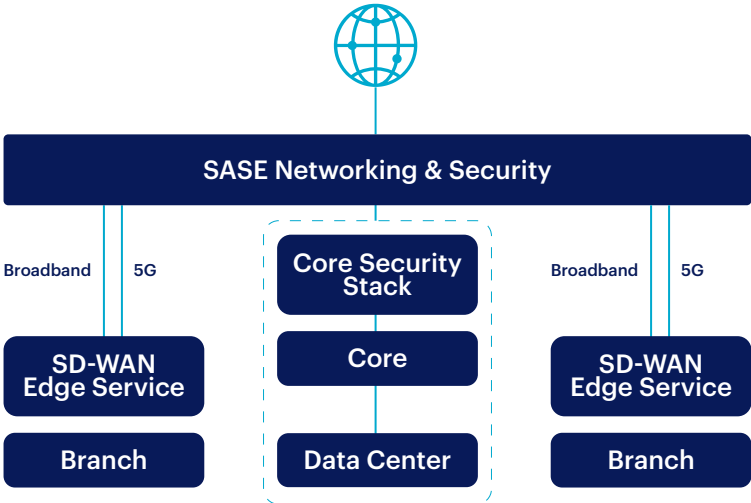 SASE Networking & Security
Broadband
5G
Core Security
Stack
Broadband
5G
SD-WAN
Edge Service
Core
SD-WAN
Edge Service
Branch
Data Center
Branch